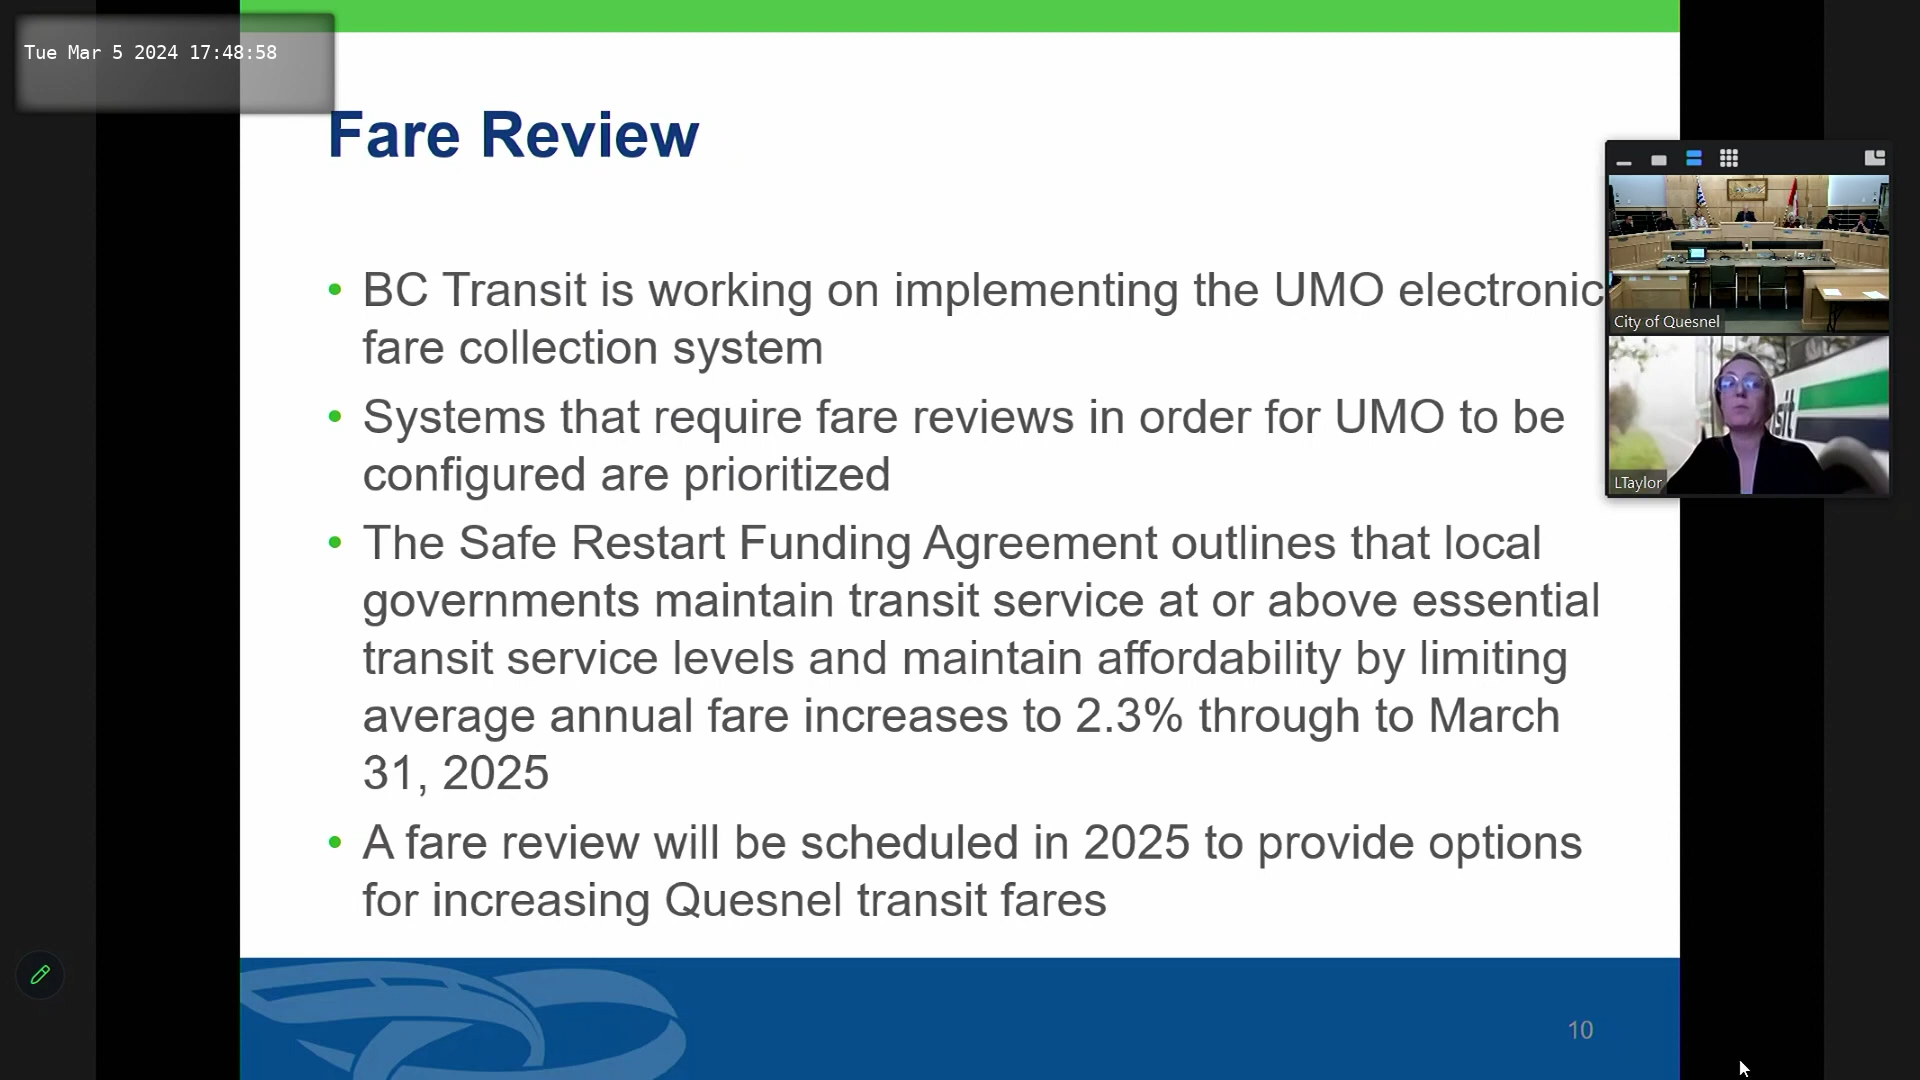 Tue Mar 5 2024 17:48:58
Fare Review
• BC Transit is working on implementing the UMO electronic
fare collection system
• Systems that require fare reviews in order for UMO to be
configured are prioritized
• The Safe Restart Funding Agreement outlines that local
governments maintain transit service at or above essential
transit service levels and maintain affordability by limiting
average annual fare increases to 2.3% through to March
31, 2025
• A fare review will be scheduled in 2025 to provide options
for increasing Quesnel transit fares
City of Quesnel
LTaylor
10